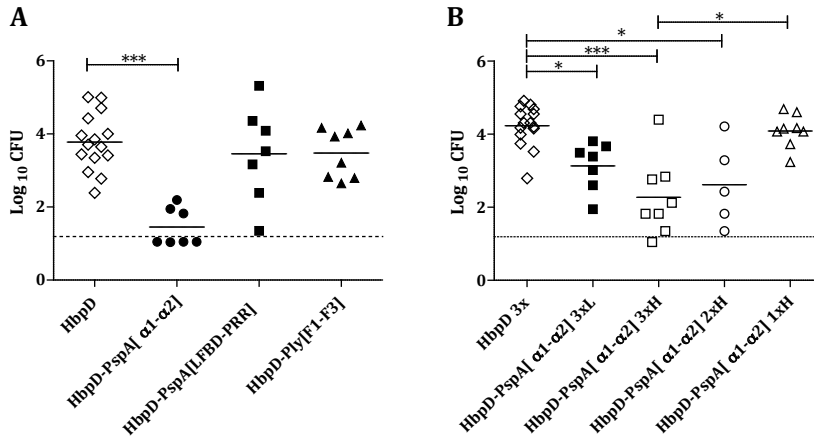 A
Log 10 CFU
6
4
2
0
***
HbpD
HbpD-PspA[ α1-α2]
HbpD-PspA[LFBD-PRR]
HbpD-Ply[F1-F3]
B
Log 10 CFU
6
4
2
0
*
*
***
*
HbpD 3x
HbpD-PspA[ α1-α2] 3xL
HbpD-PspA[ α1-α2] 3xH
HbpD-PspA[ α1-α2] 2xH
HbpD-PspA[ α1-α2] 1xH